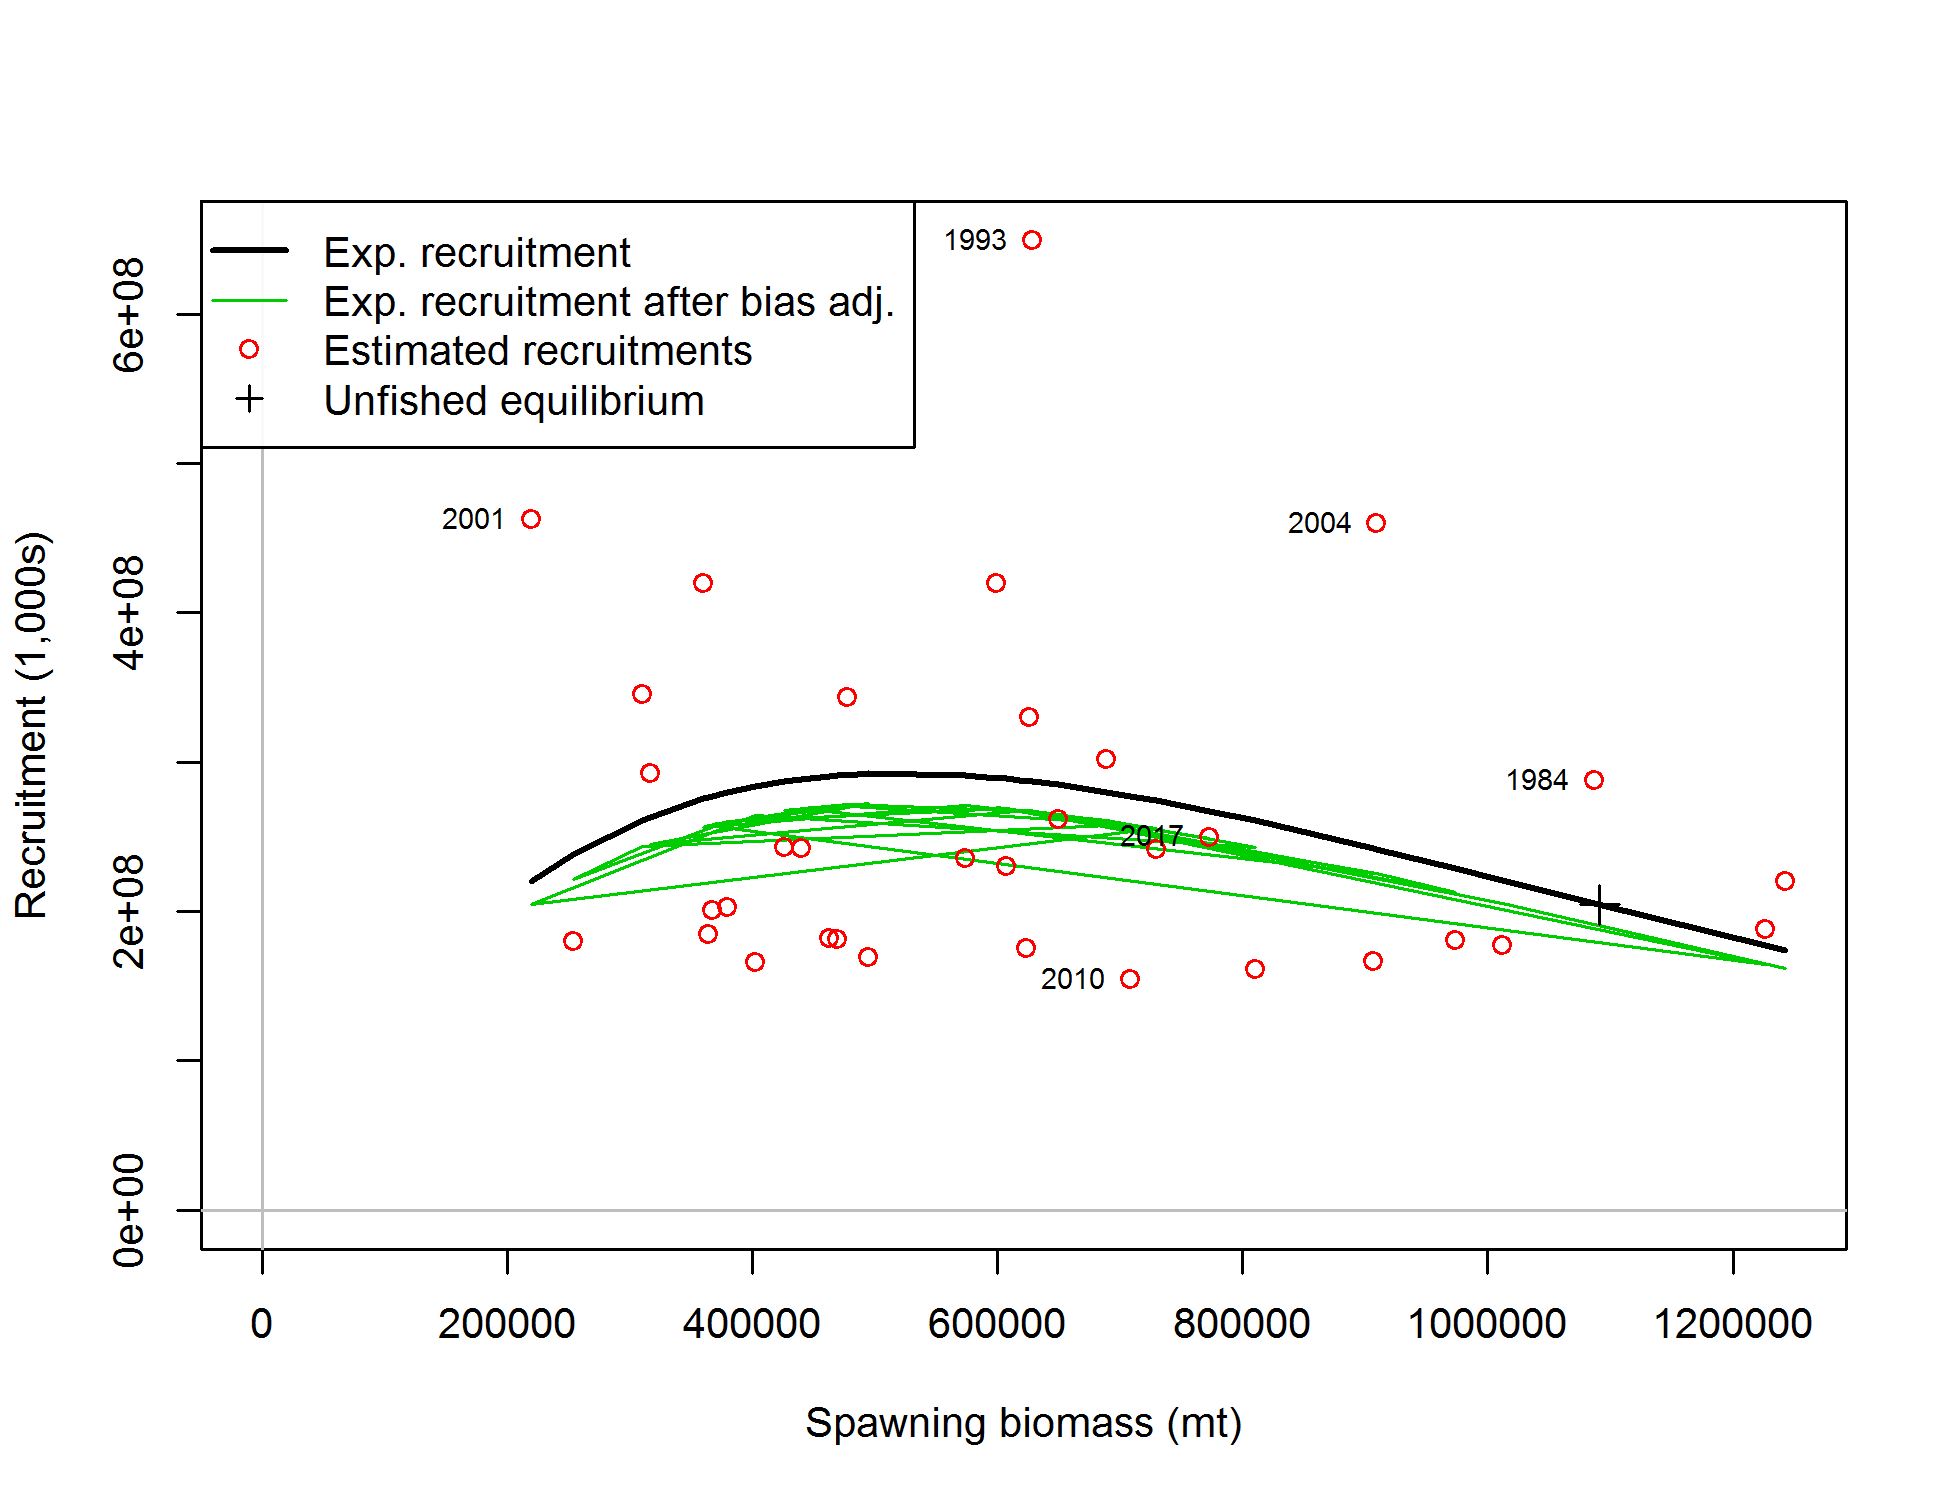 Exp. recruitment
Exp. recruitment after bias adj.
Estimated recruitments
Unfished equilibrium
1993
2001
2004
1984
2017
2010
Recruitment (1,000s)
6e+08
4e+08
2e+08
0e+00
0
200000
400000
600000
800000
1000000
1200000
Spawning biomass (mt)